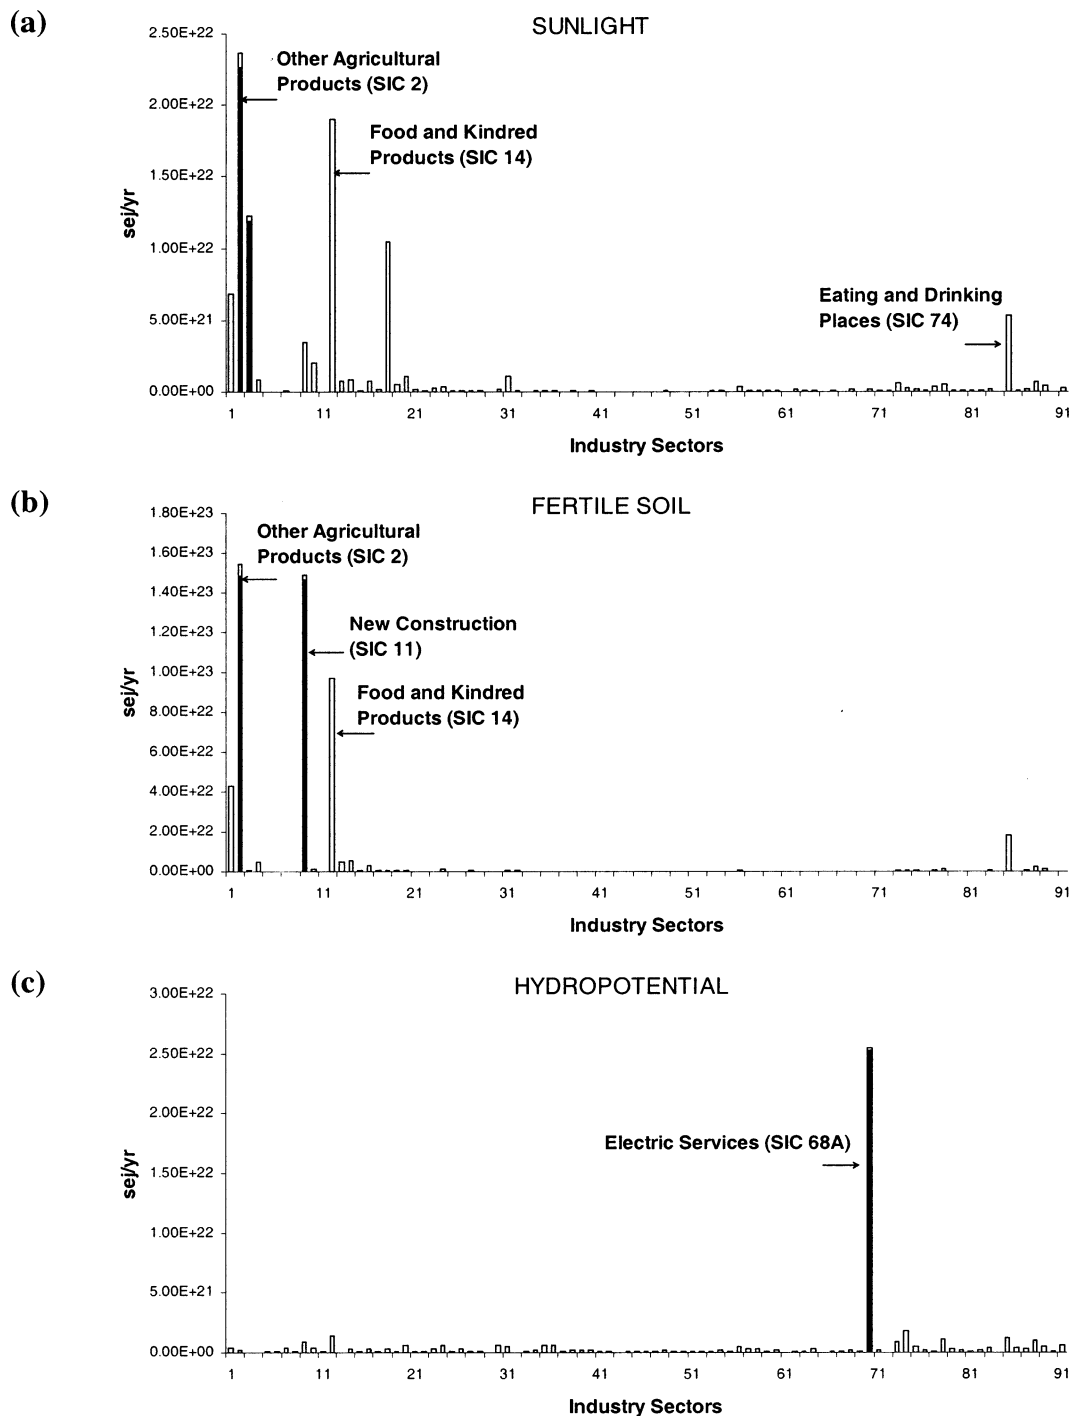 (a)
SUNLIGHT
2.50E+22
Other Agricultural
Products (SIC 2)
2.00E+22
Food and Kindred
Products (SIC 14)
1.50E+22
sej/yr
1.00E+22
Eating and Drinking
Places (SIC 74)
5.00E+21
0.00E+00
1 11 21 31 41 51 61 71 81 91
Industry Sectors
(b)
FERTILE SOIL
1.80E+23
Other Agricultural
Products (SIC 2)
1.60E+23
1.40E+23
New Construction
(SIC 11)
1.20E+23
1.00E+23
Food and Kindred
Products (SIC 14)
sej/yr
8.00E+22
6.00E+22
4.00E+22
2.00E+22
0.00E+00
1 11 21 31 41 51 61 71 81 91
Industry Sectors
(c)
HYDROPOTENTIAL
3.00E+22
2.50E+22
2.00E+22
Electric Services (SIC 68A)
1.50E+22
sej/yr
1.00E+22
5.00E+21
0.00E+00
1 11 21 31 41 51 61 71 81 91
Industry Sectors